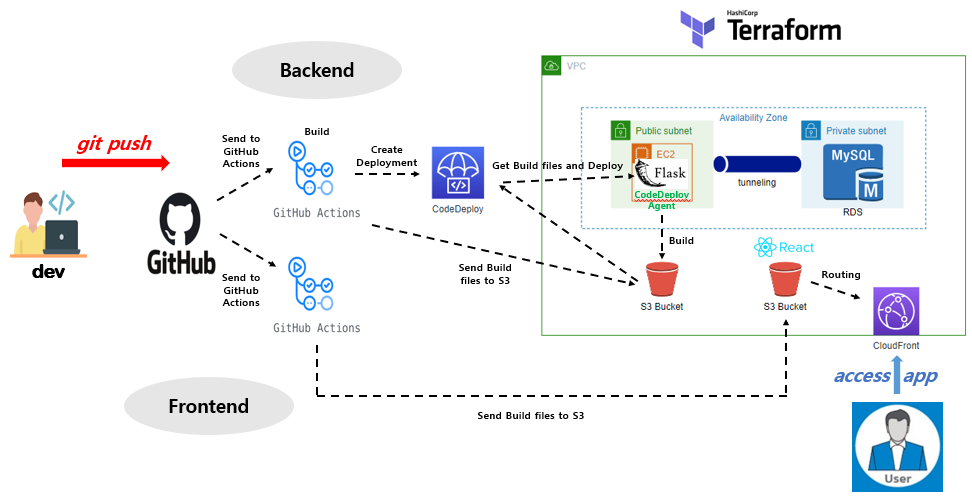 HashiCorp
Terraform
Backend
VPC
Availability Zone
git push
Send to
GitHub
Actions
Build
Create
Deployment
GitHub Actions
CodeDeploy
Get Build files and Deploy
Public subnet
EC2
Flask
CodeDeploy
Agent
tunneling
Private subnet
MySQL
M
RDS
dev
GitHub
Send to
GitHub
Actions
GitHub Actions
Send Build
files to S3
Build
S3 Bucket
React
S3 Bucket
Routing
CloudFront
access app
Frontend
Send Build files to S3
User